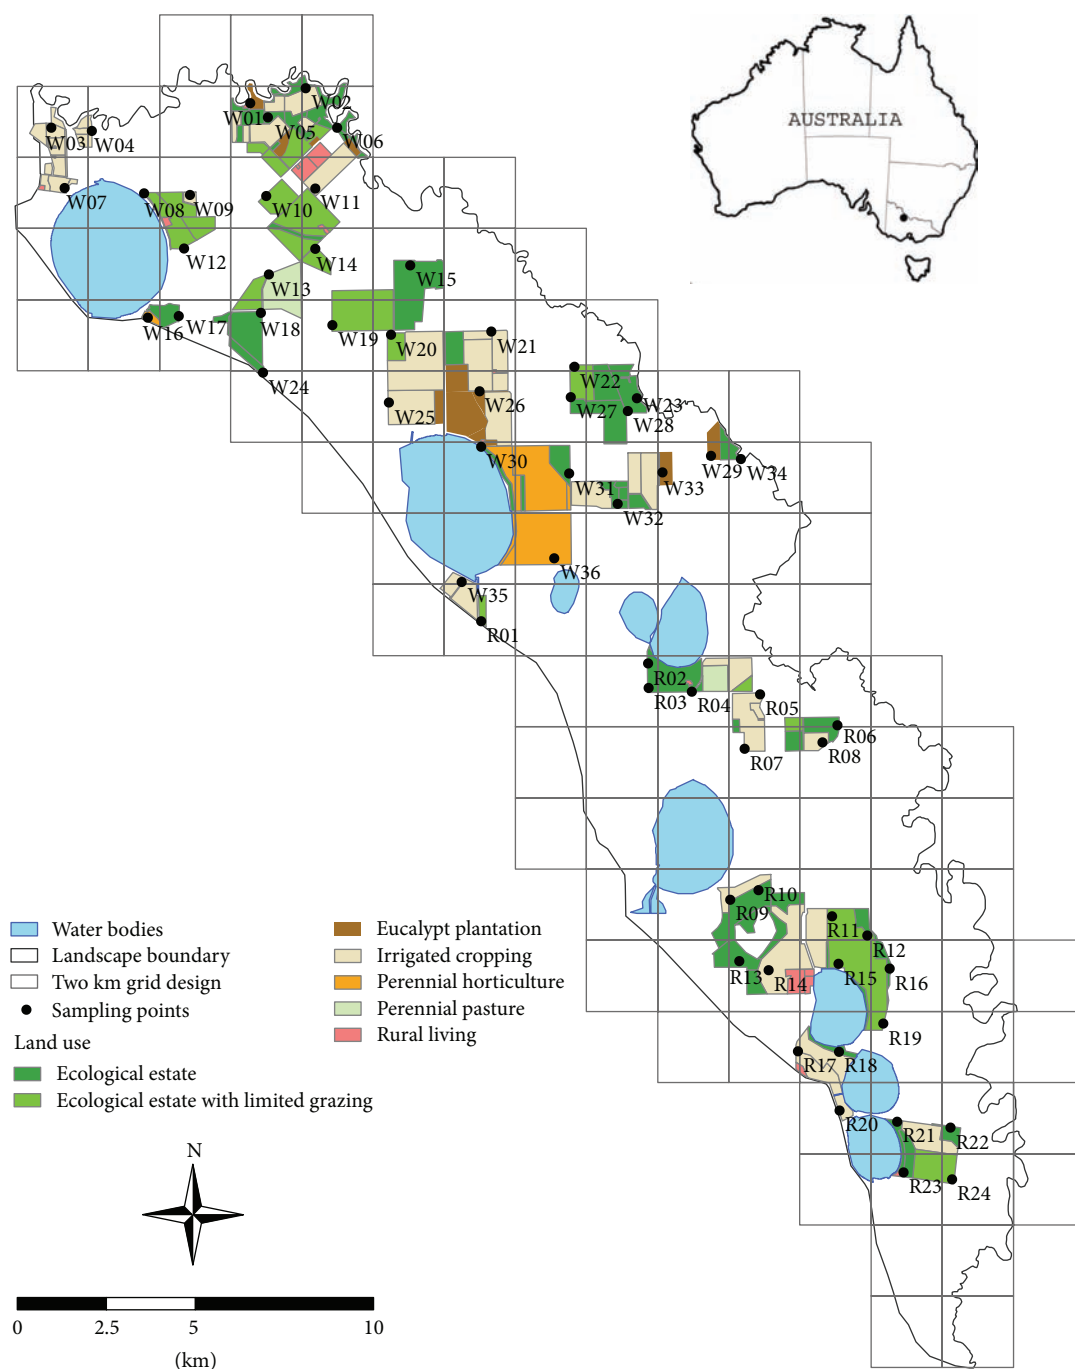 AUSTRALIA
W01
W02
W03
W04
W05
W06
W07
W08
W09
W10
W11
W12
W13
W14
W15
W16
W17
W18
W19
W20
W21
W22
W23
W24
W25
W26
W27
W28
W29
W30
W31
W32
W33
W34
W35
W36
R01
R02
R03
R04
R05
R06
R07
R08
R09
R10
R11
R12
R13
R14
R15
R16
R17
R18
R19
R20
R21
R22
R23
R24
Water bodies
Landscape boundary
Two km grid design
Sampling points
Land use
Ecological estate
Ecological estate with limited grazing
Eucalypt plantation
Irrigated cropping
Perennial horticulture
Perennial pasture
Rural living
N
0 2.5 5 10
(km)